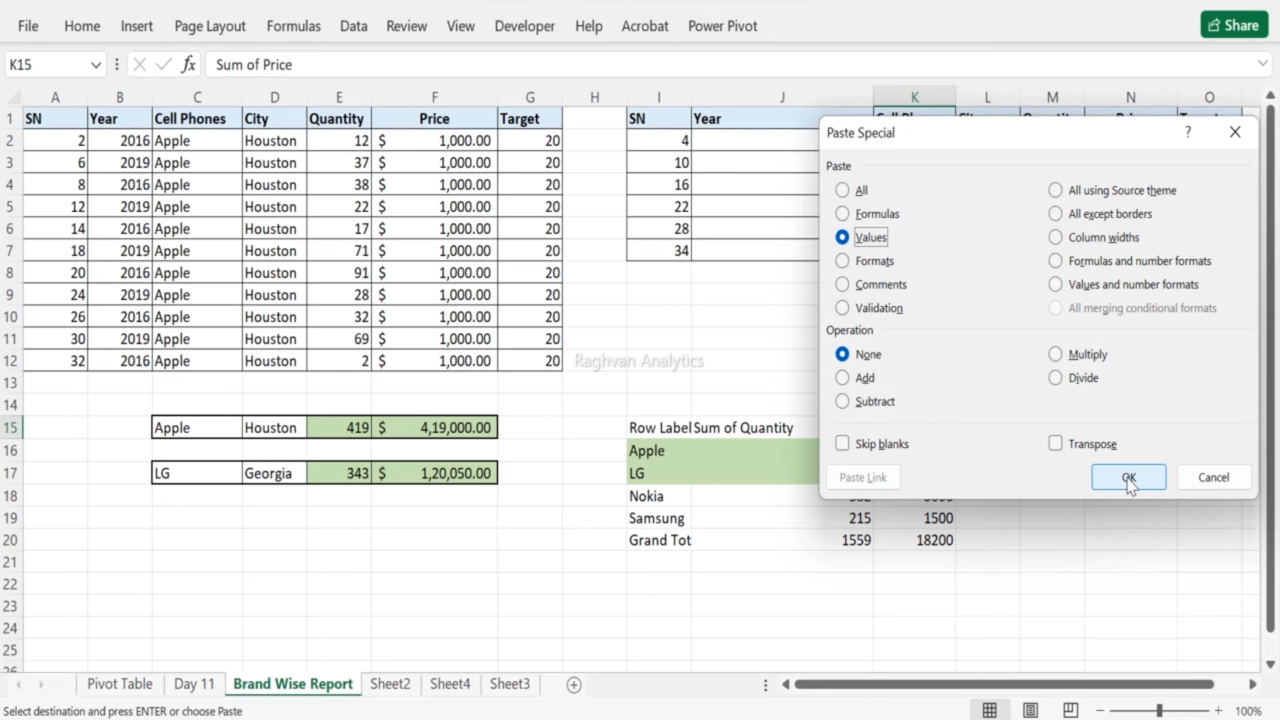 File Home Insert Page Layout Formulas Data Review View Developer Help Acrobat Power Pivot Share
K15 fx Sum of Price
A B C D E F G H I J K L M N O
1 SN Year Cell Phones City Quantity Price Target SN Year
2 2 2016 Apple Houston 12 $ 1,000.00 20 4
3 6 2019 Apple Houston 37 $ 1,000.00 20 10
4 8 2016 Apple Houston 38 $ 1,000.00 20 16
5 12 2019 Apple Houston 22 $ 1,000.00 20 22
6 14 2016 Apple Houston 17 $ 1,000.00 20 28
7 18 2019 Apple Houston 71 $ 1,000.00 20 34
8 20 2016 Apple Houston 91 $ 1,000.00 20
9 24 2019 Apple Houston 28 $ 1,000.00 20
10 26 2016 Apple Houston 32 $ 1,000.00 20
11 30 2019 Apple Houston 69 $ 1,000.00 20
12 32 2016 Apple Houston 2 $ 1,000.00 20
Raghvan Analytics
13
14
15 Apple Houston 419 $ 4,19,000.00 Row Label Sum of Quantity
16 Apple
17 LG Georgia 343 $ 1,20,050.00 LG
18 Nokia
19 Samsung 215 1500
20 Grand Tot 1559 18200
21
22
23
24
25
Paste Special ?
Paste
All All using Source theme
Formulas All except borders
Values Column widths
Formats Formulas and number formats
Comments Values and number formats
Validation All merging conditional formats
Operation
None Multiply
Add Divide
Subtract
Skip blanks Transpose
Paste Link OK Cancel
Pivot Table Day 11 Brand Wise Report Sheet2 Sheet4 Sheet3
Select destination and press ENTER or choose Paste 100%